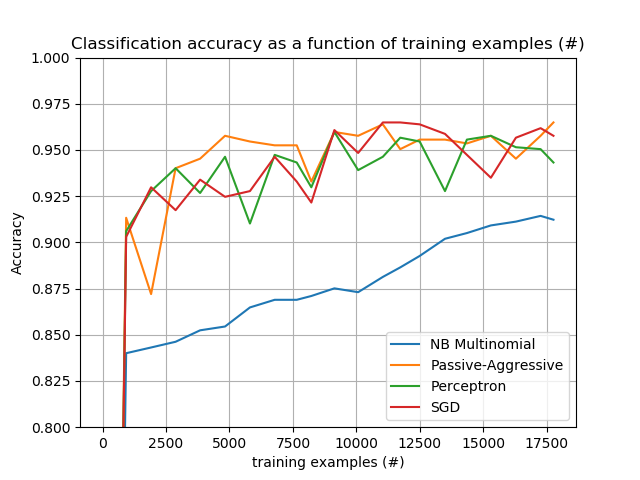 Classification accuracy as a function of training examples (#)
1.000
0.975
0.950
0.925
0.900
0.875
0.850
0.825
0.800
Accuracy
NB Multinomial
Passive-Aggressive
Perceptron
SGD
0 2500 5000 7500 10000 12500 15000 17500
training examples (#)